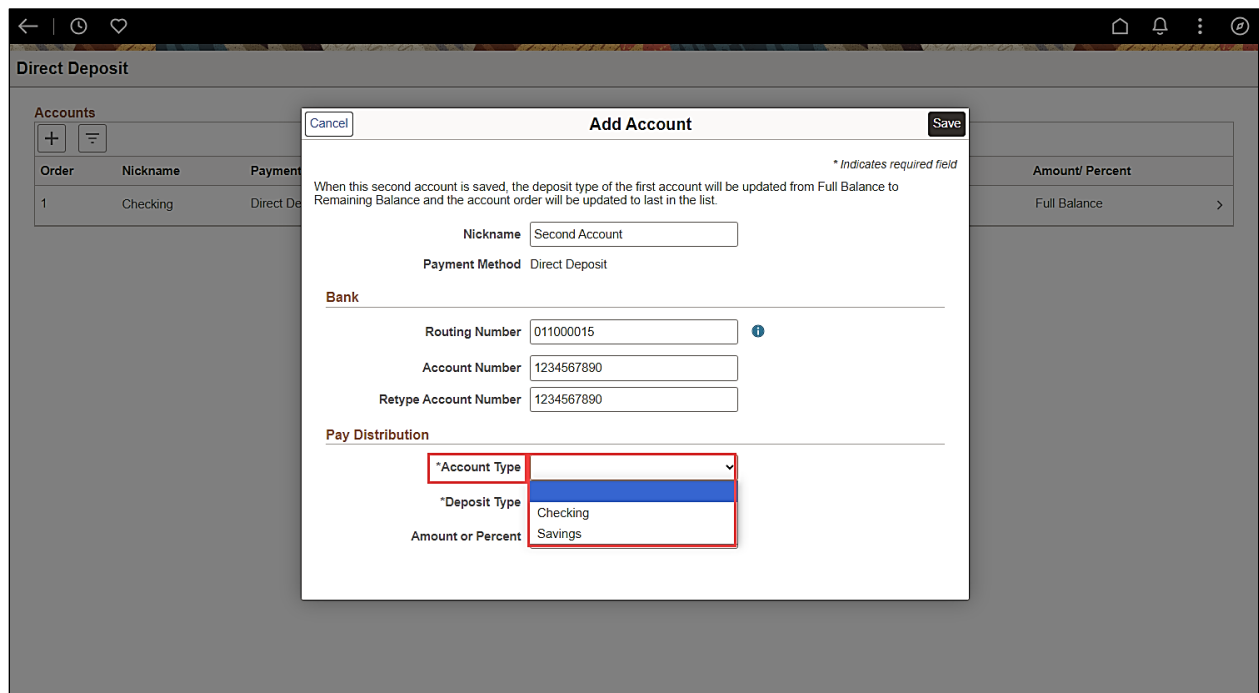 Direct Deposit
Accounts
Cancel
Add Account
Save
* Indicates required field
Order
Nickname
Payment
Amount/ Percent
When this second account is saved, the deposit type of the first account will be updated from Full Balance to
Remaining Balance and the account order will be updated to last in the list.
1
Checking
Direct De
Full Balance
Nickname Second Account
Payment Method Direct Deposit
Bank
Routing Number 011000015
Account Number 1234567890
Retype Account Number 1234567890
Pay Distribution
*Account Type
*Deposit Type
Checking
Amount or Percent
Savings